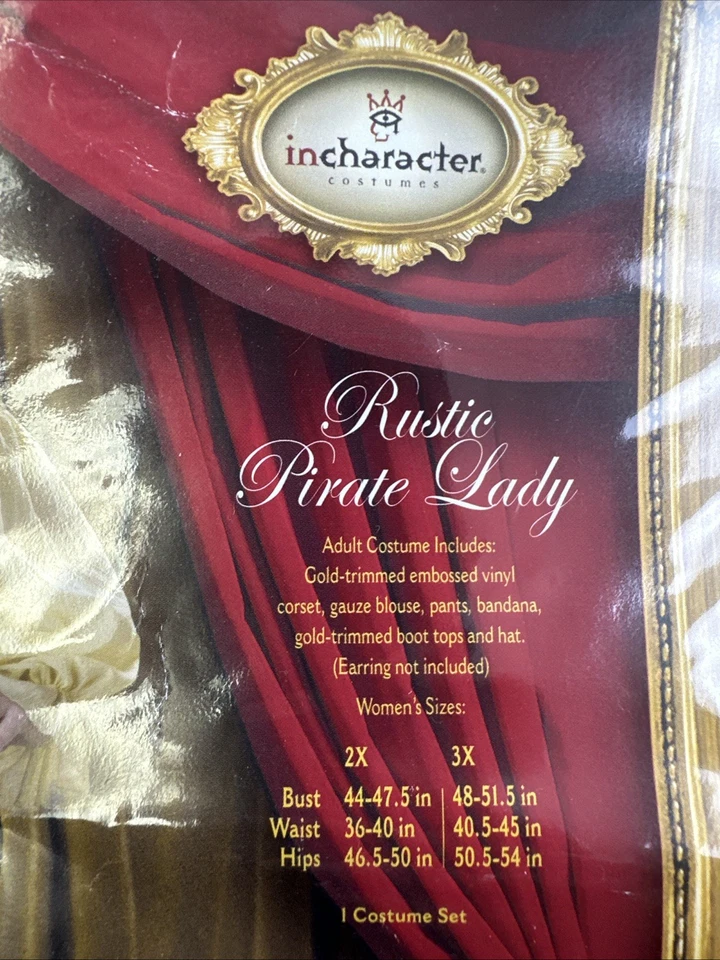 incharacter®
costumes
Rustic
Pirate Lady
Adult Costume Includes:
Gold-trimmed embossed vinyl
corset, gauze blouse, pants, bandana,
gold-trimmed boot tops and hat.
(Earring not included)
Women's Sizes:
2X 3X
Bust 44-47.5 in 48-51.5 in
Waist 36-40 in 40.5-45 in
Hips 46.5-50 in 50.5-54 in
1 Costume Set